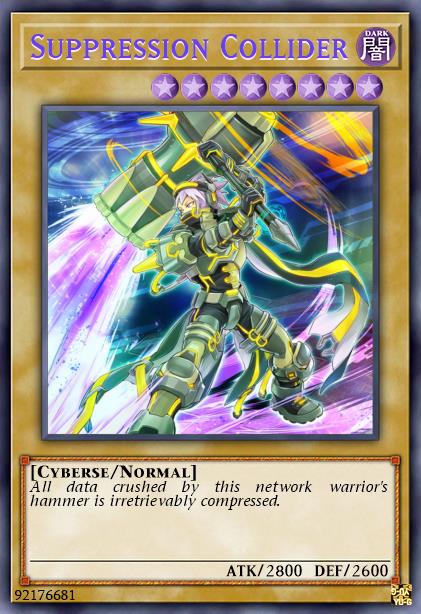 Suppression Collider
DARK
闇
[Cyberse/Normal]
All data crushed by this network warrior's
hammer is irretrievably compressed.
ATK/2800 DEF/2600
92176681